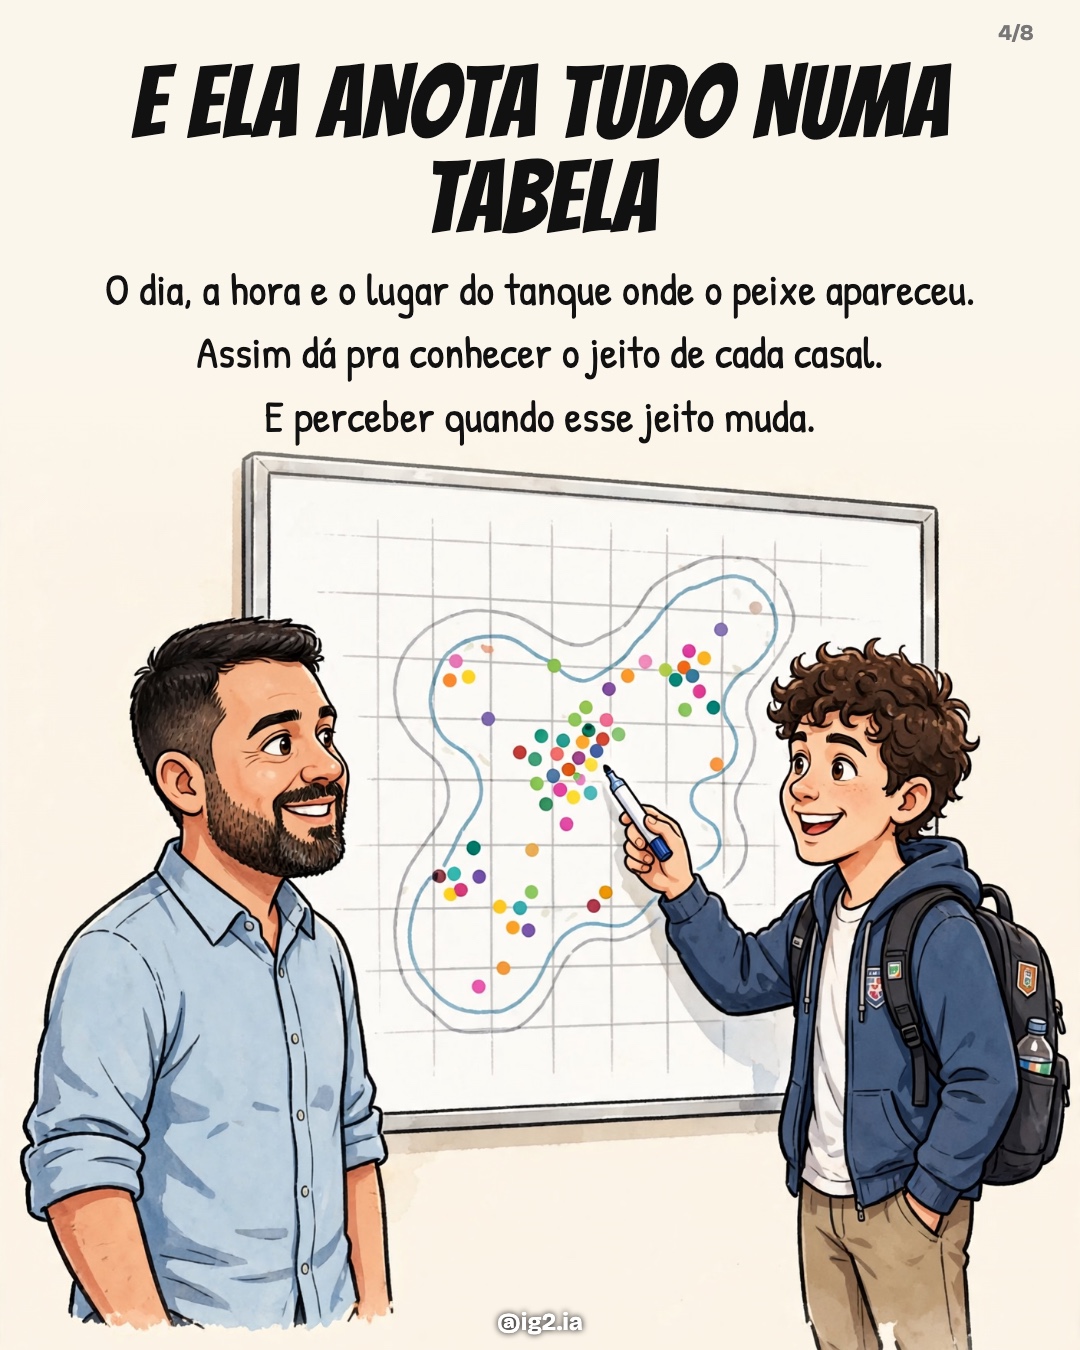 4/8
E ELA ANOTA TUDO NUMA
TABELA
O dia, a hora e o lugar do tanque onde o peixe apareceu.
Assim dá pra conhecer o jeito de cada casal.
E perceber quando esse jeito muda.
@ig2.ia